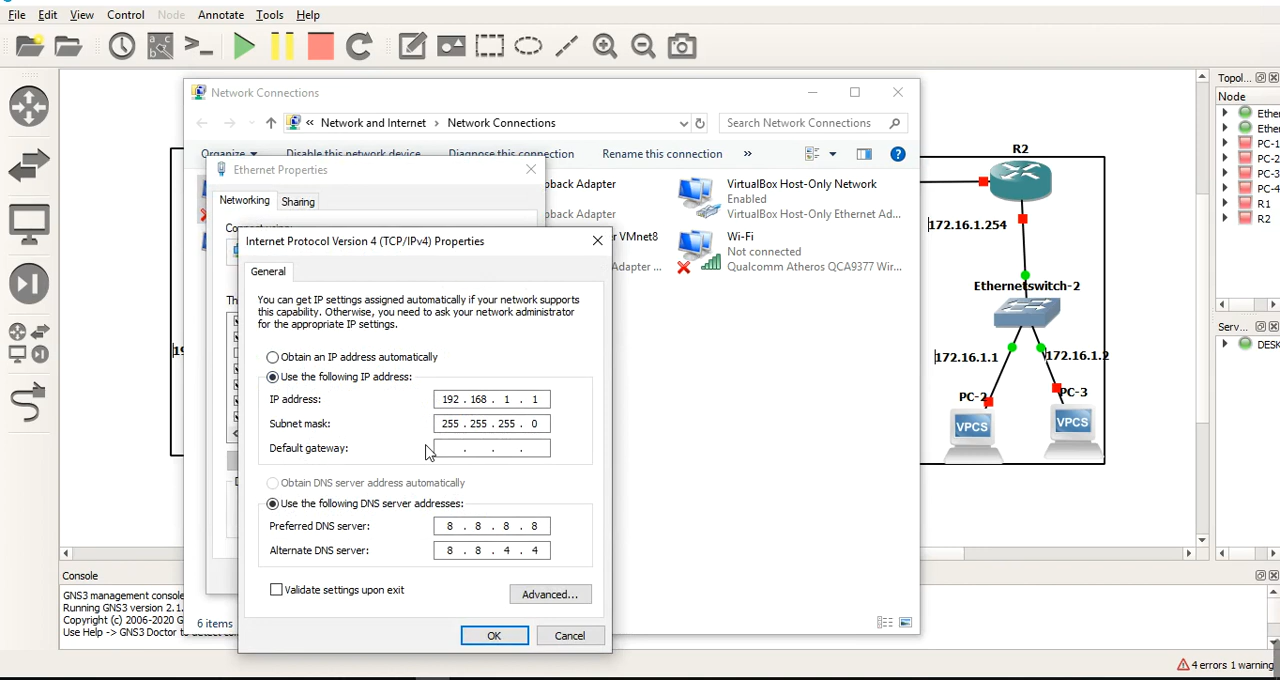 File Edit View Control Node Annotate Tools Help
Network Connections
« Network and Internet › Network Connections
Search Network Connections
Organize Disable this network device Diagnose this connection Rename this connection »
Ethernet Properties
Networking Sharing
pback Adapter
pback Adapter
r VMnet8
Adapter ...
VirtualBox Host-Only Network
Enabled
VirtualBox Host-Only Ethernet Ad...
Wi-Fi
Not connected
Qualcomm Atheros QCA9377 Wir...
Internet Protocol Version 4 (TCP/IPv4) Properties
General
You can get IP settings assigned automatically if your network supports
this capability. Otherwise, you need to ask your network administrator
for the appropriate IP settings.
Obtain an IP address automatically
Use the following IP address:
IP address: 192 . 168 . 1 . 1
Subnet mask: 255 . 255 . 255 . 0
Default gateway: . . .
Obtain DNS server address automatically
Use the following DNS server addresses:
Preferred DNS server: 8 . 8 . 8 . 8
Alternate DNS server: 8 . 8 . 4 . 4
Validate settings upon exit
Advanced...
OK Cancel
6 items
R2
172.16.1.254
Ethernetswitch-2
172.16.1.1
172.16.1.2
PC-2
PC-3
VPCS
VPCS
Topol...
Node
Ether
Ether
PC-1
PC-2
PC-3
PC-4
R1
R2
Serv...
DESK
Console
GNS3 management console
Running GNS3 version 2.1.
Copyright (c) 2006-2020 G
Use Help -> GNS3 Doctor to
4 errors 1 warning